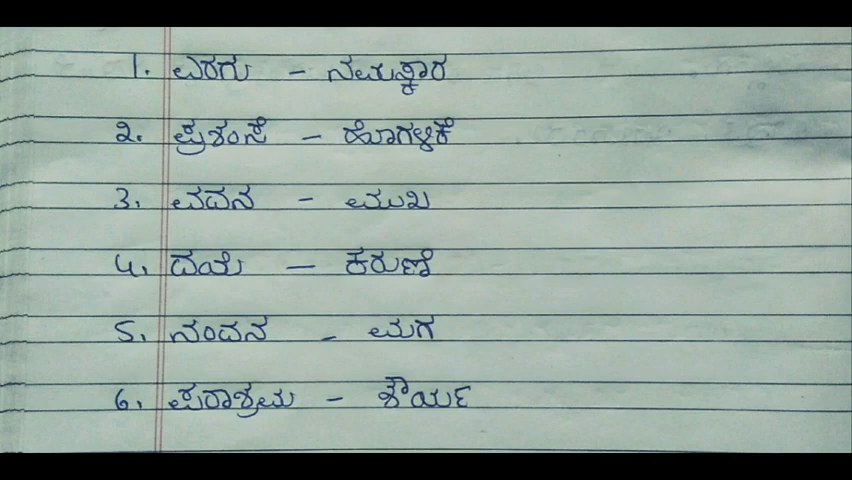 1. ಎರಗು - ನಮಸ್ಕಾರ
2. ಪ್ರಶಂಸೆ - ಹೊಗಳಿಕೆ
3. ವದನ - ಮುಖ
4. ದಯೆ - ಕರುಣೆ
5. ನಂದನ - ಮಗ
6. ಪರಾಕ್ರಮ - ಶೌರ್ಯ